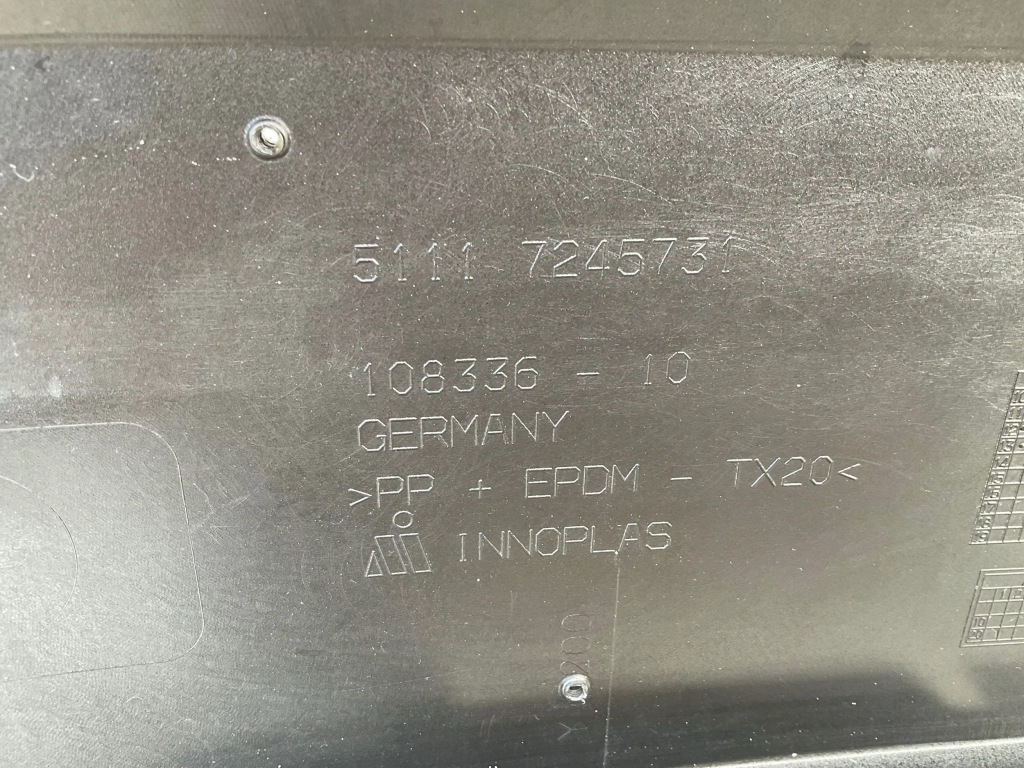 5111 7245731
108336 - 10
GERMANY
>PP + EPDM - TX20<
INNOPLAS